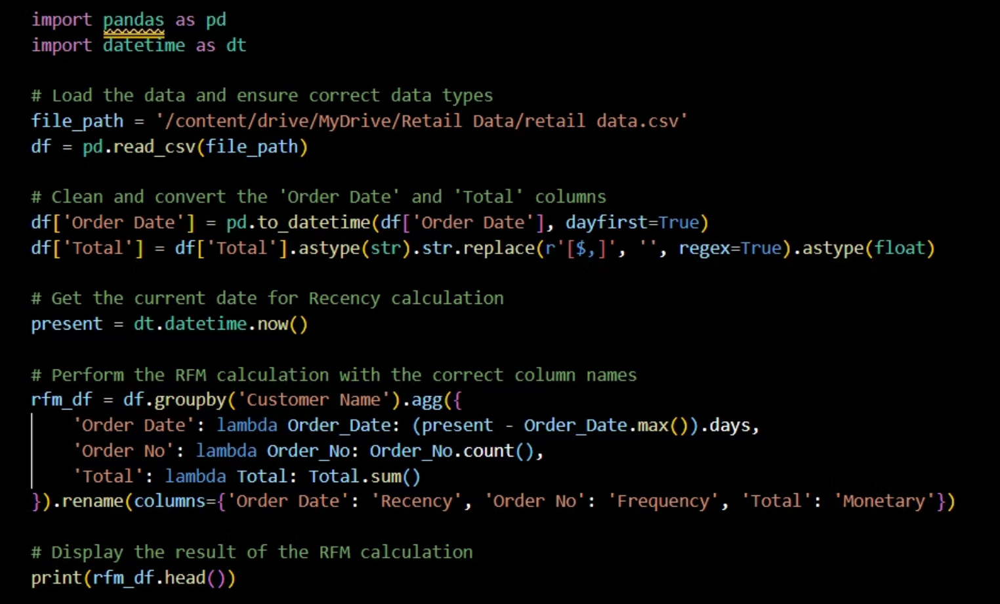 import pandas as pd
import datetime as dt
# Load the data and ensure correct data types
file_path = '/content/drive/MyDrive/Retail Data/retail data.csv'
df = pd.read_csv(file_path)
# Clean and convert the 'Order Date' and 'Total' columns
df['Order Date'] = pd.to_datetime(df['Order Date'], dayfirst=True)
df['Total'] = df['Total'].astype(str).str.replace(r'[$,]', '', regex=True).astype(float)
# Get the current date for Recency calculation
present = dt.datetime.now()
# Perform the RFM calculation with the correct column names
rfm_df = df.groupby('Customer Name').agg({
    'Order Date': lambda Order_Date: (present - Order_Date.max()).days,
    'Order No': lambda Order_No: Order_No.count(),
    'Total': lambda Total: Total.sum()
}).rename(columns={'Order Date': 'Recency', 'Order No': 'Frequency', 'Total': 'Monetary'})
# Display the result of the RFM calculation
print(rfm_df.head())